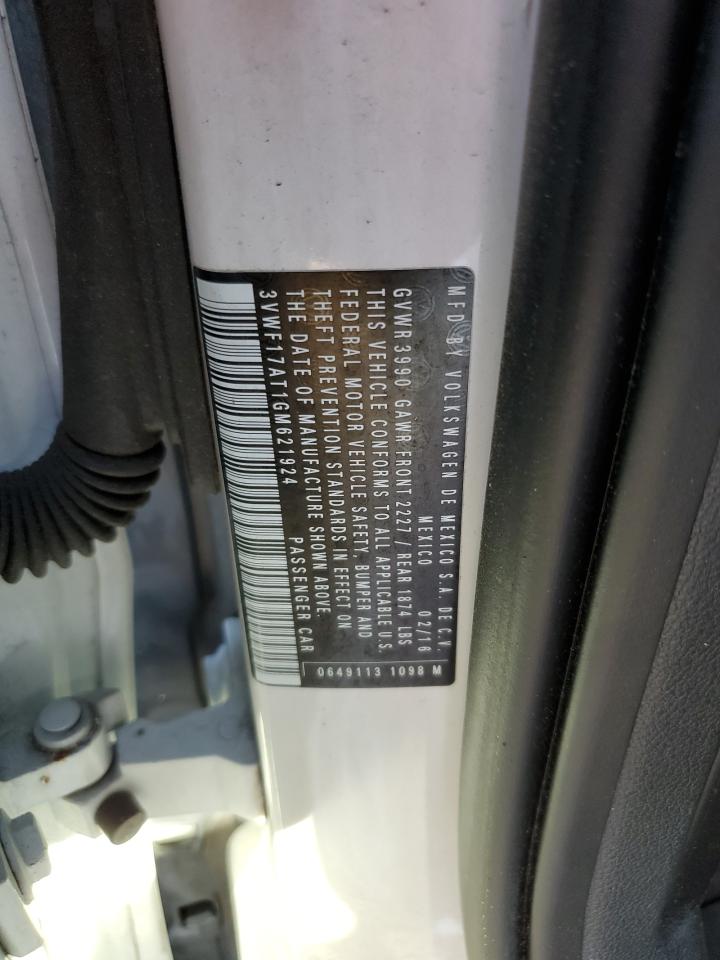 MFD BY VOLKSWAGEN DE MEXICO S.A. DE C.V.
MEXICO 02/16
GVWR 3990 GAWR FRONT 2227 / REAR 1874 LBS
THIS VEHICLE CONFORMS TO ALL APPLICABLE U.S.
FEDERAL MOTOR VEHICLE SAFETY, BUMPER AND
THEFT PREVENTION STANDARDS IN EFFECT ON
THE DATE OF MANUFACTURE SHOWN ABOVE.
3VWF17AT1GM621924 PASSENGER CAR
0649113 1098 M